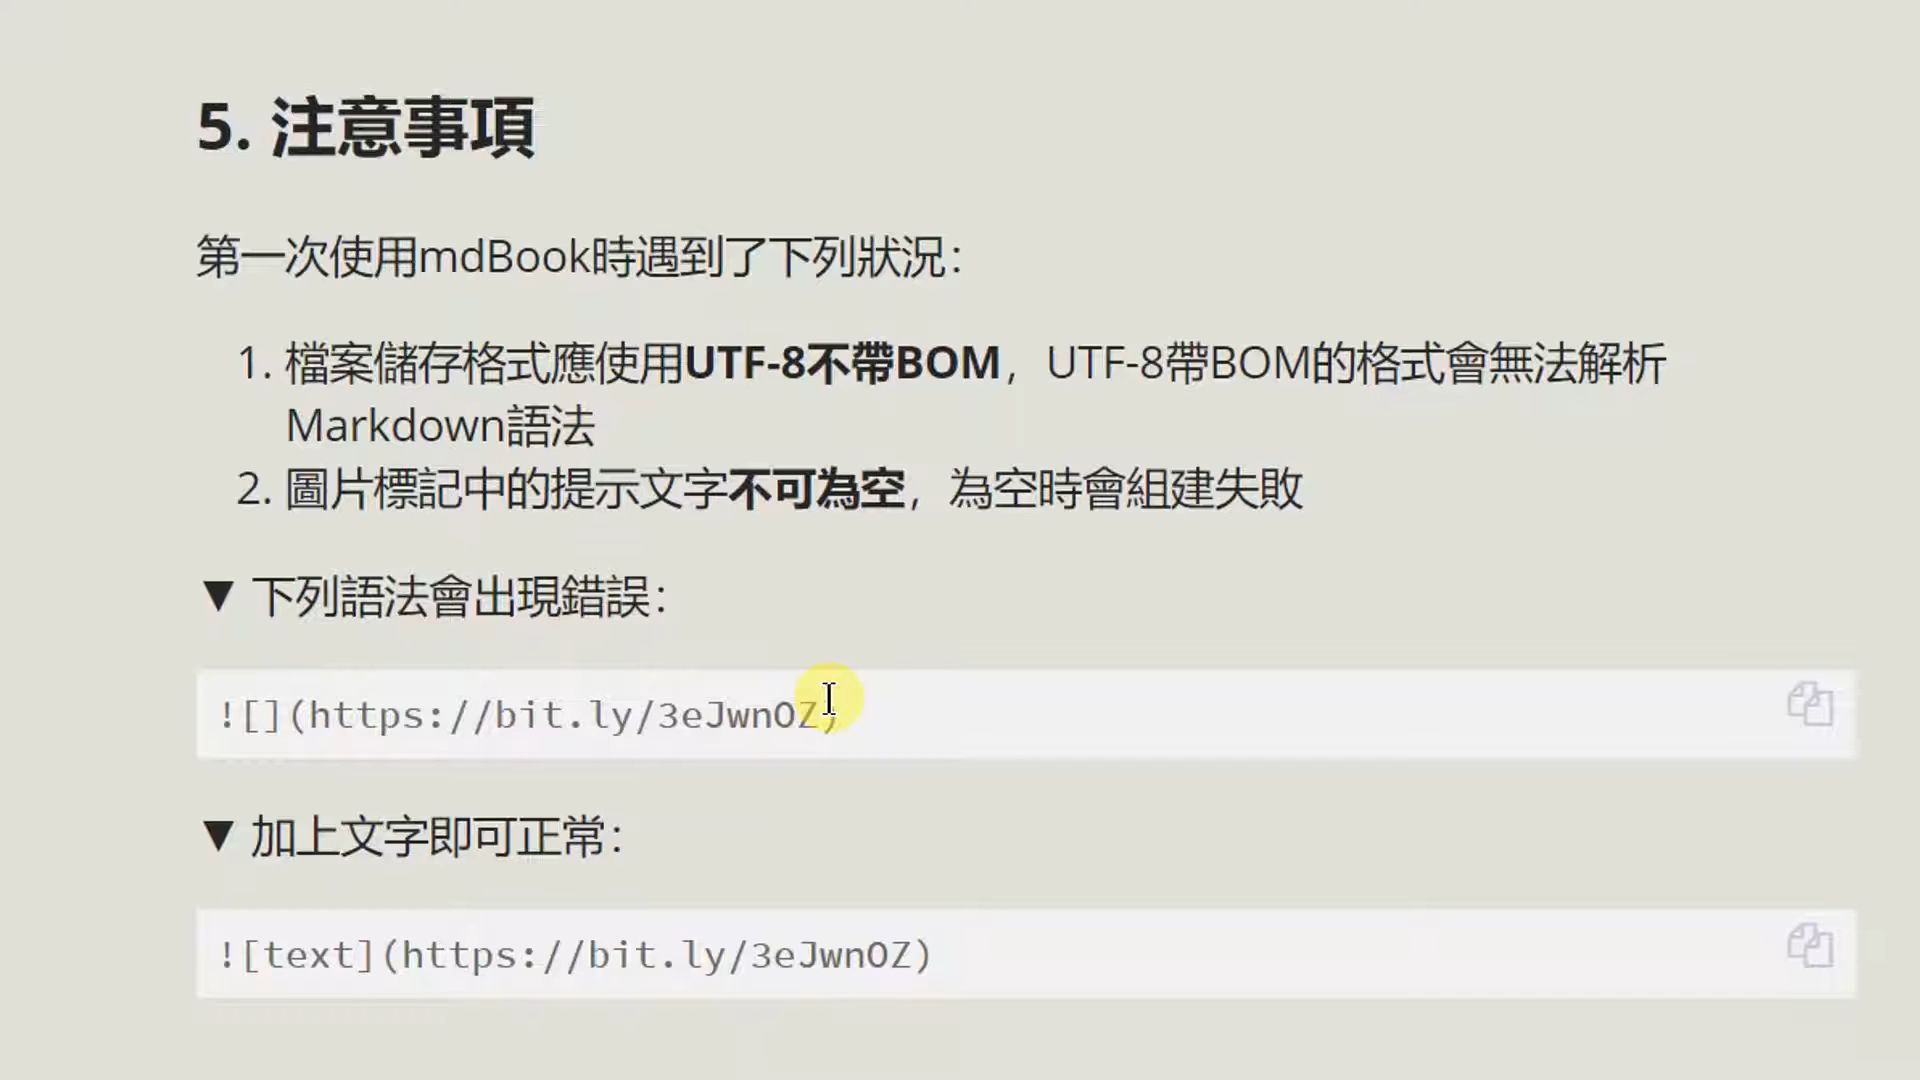 5. 注意事項
第一次使用mdBook時遇到了下列狀況：
1. 檔案儲存格式應使用UTF-8不帶BOM，UTF-8帶BOM的格式會無法解析
Markdown語法
2. 圖片標記中的提示文字不可為空，為空時會組建失敗
▼ 下列語法會出現錯誤：
![](https://bit.ly/3eJwnOZ)
▼ 加上文字即可正常：
![text](https://bit.ly/3eJwnOZ)